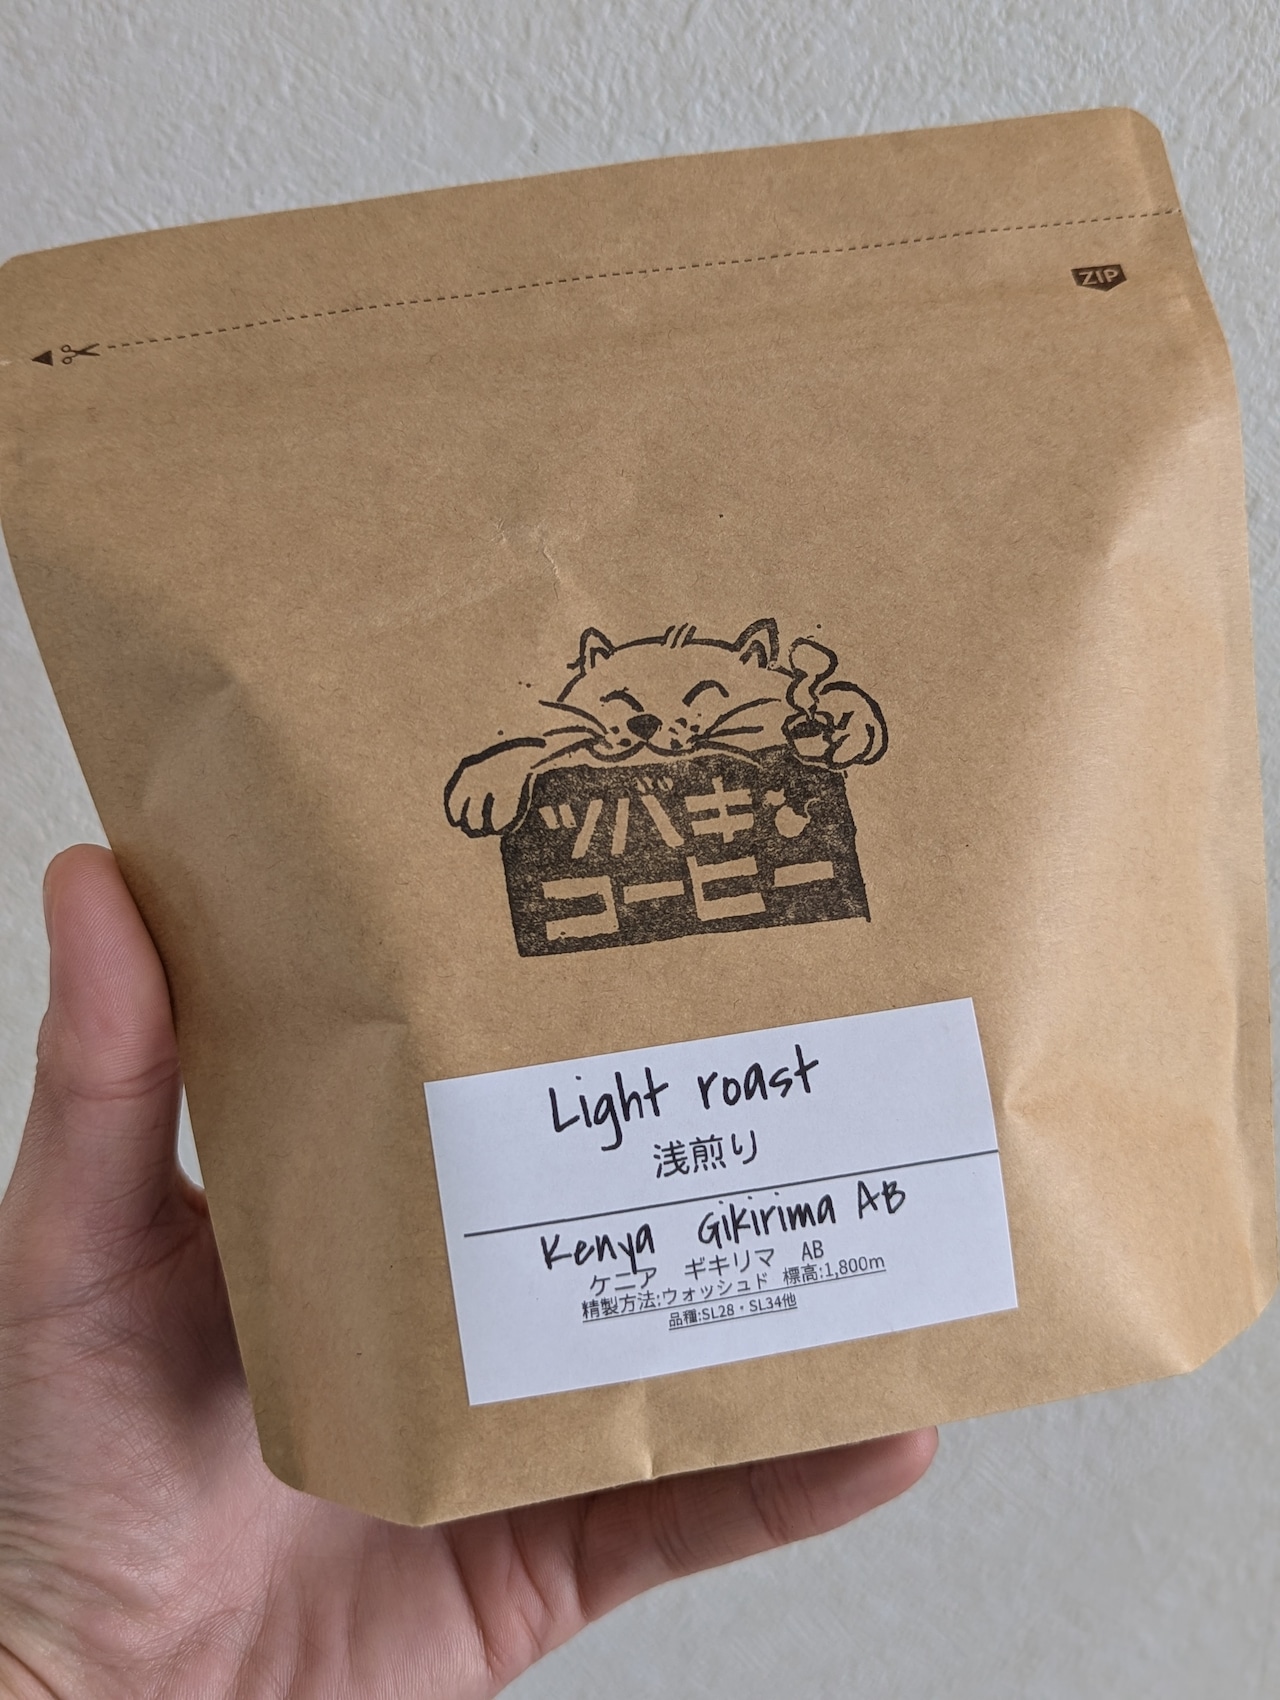 ZIP
ツバキ
コーヒー
Light roast
浅煎り
Kenya Gikirima AB
ケニア ギキリマ AB
精製方法:ウォッシュド 標高:1,800m
品種:SL28・SL34他